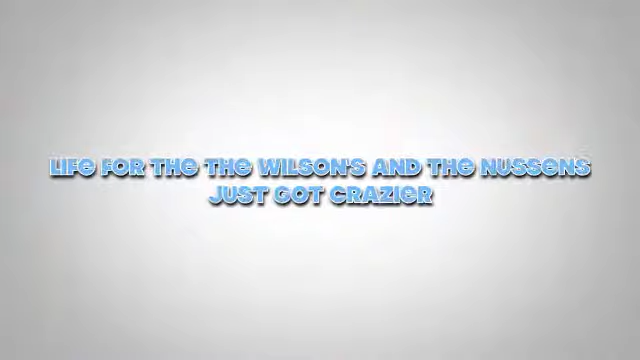 LIFE FOR THE THE WILSON'S AND THE NUSSENS
JUST GOT CRAZIER